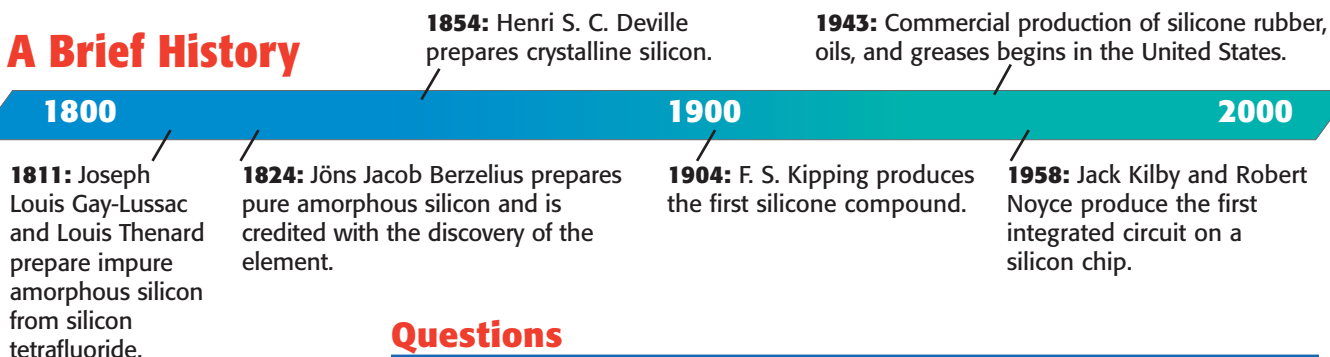 A Brief History
1854: Henri S. C. Deville
prepares crystalline silicon.
1943: Commercial production of silicone rubber,
oils, and greases begins in the United States.
1800
1900
2000
1811: Joseph
Louis Gay-Lussac
and Louis Thenard
prepare impure
amorphous silicon
from silicon
tetrafluoride.
1824: Jöns Jacob Berzelius prepares
pure amorphous silicon and is
credited with the discovery of the
element.
1904: F. S. Kipping produces
the first silicone compound.
1958: Jack Kilby and Robert
Noyce produce the first
integrated circuit on a
silicon chip.
Questions